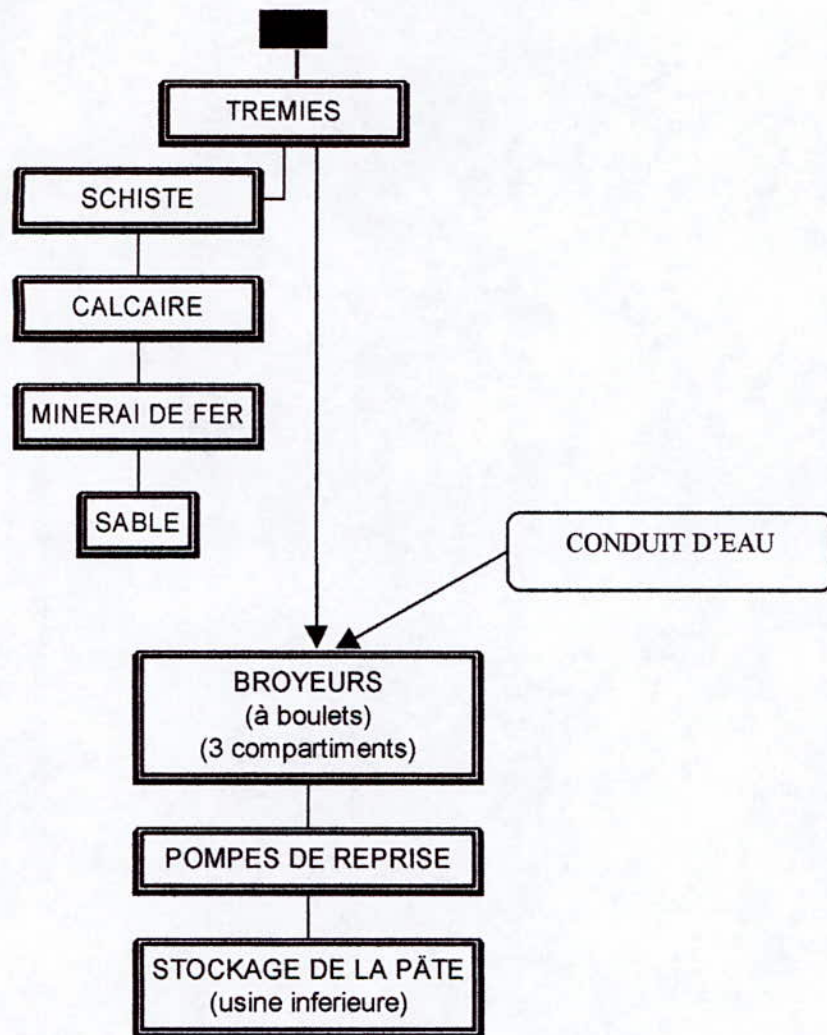 TREMIES
SCHISTE
CALCAIRE
MINERAI DE FER
SABLE
CONDUIT D'EAU
BROYEURS
(à boulets)
(3 compartiments)
POMPES DE REPRISE
STOCKAGE DE LA PÄTE
(usine inferieure)